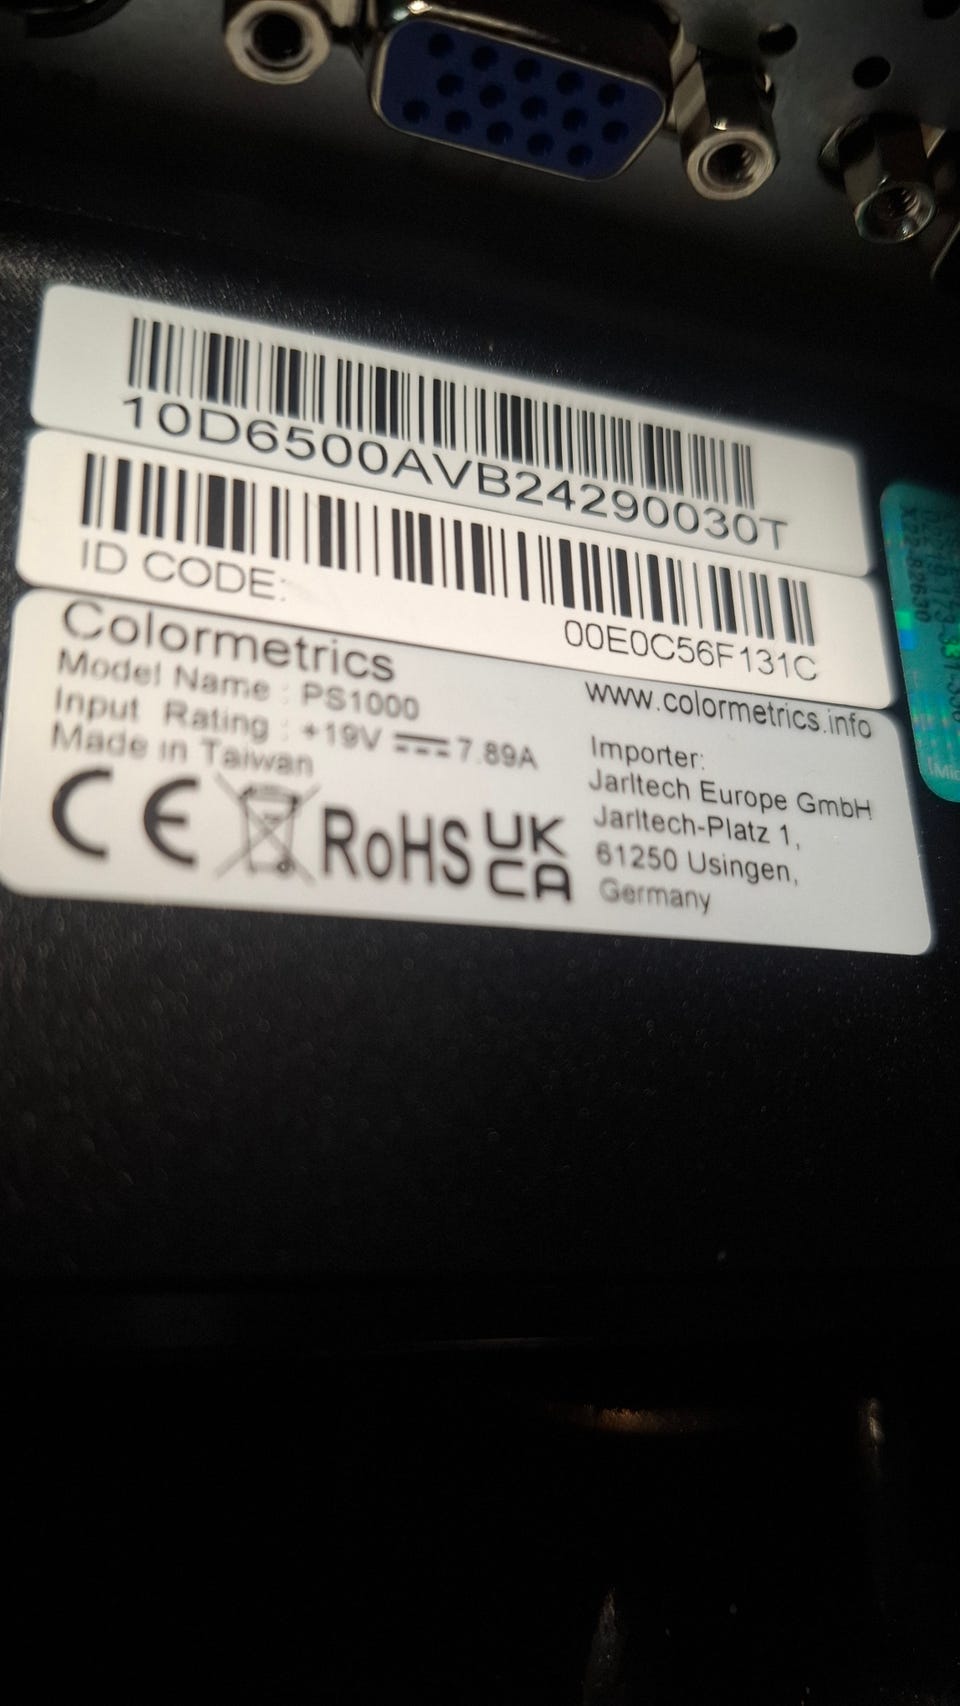 10D6500AVB24290030T
ID CODE:
00E0C56F131C
Colormetrics
Model Name : PS1000
Input Rating : +19V 7.89A
Made in Taiwan
CE RoHS UK CA
www.colormetrics.info
Importer:
Jarltech Europe GmbH
Jarltech-Platz 1,
61250 Usingen,
Germany